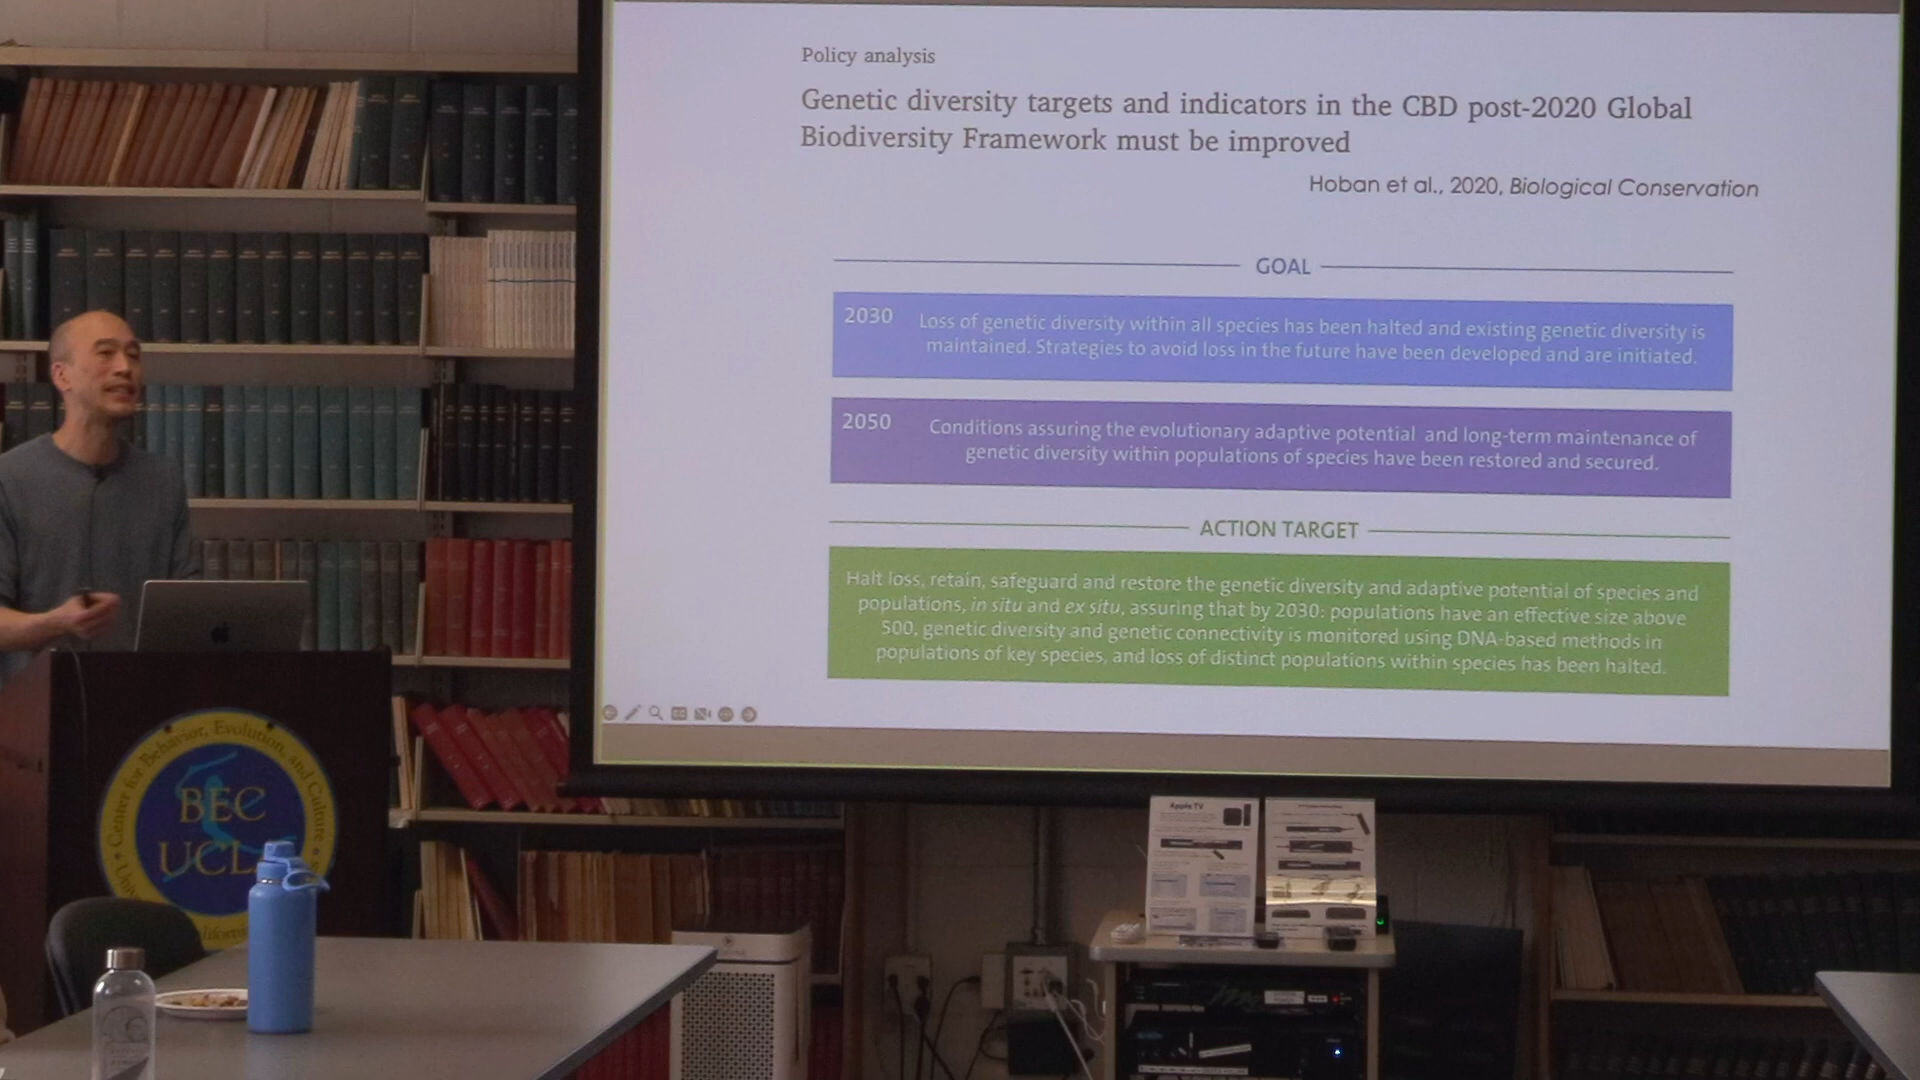 Policy analysis
Genetic diversity targets and indicators in the CBD post-2020 Global
Biodiversity Framework must be improved
Hoban et al., 2020, Biological Conservation
GOAL
2030
Loss of genetic diversity within all species has been halted and existing genetic diversity is
maintained. Strategies to avoid loss in the future have been developed and are initiated.
2050
Conditions assuring the evolutionary adaptive potential and long-term maintenance of
genetic diversity within populations of species have been restored and secured.
ACTION TARGET
Halt loss, retain, safeguard and restore the genetic diversity and adaptive potential of species and
populations, in situ and ex situ, assuring that by 2030: populations have an effective size above
500, genetic diversity and genetic connectivity is monitored using DNA-based methods in
populations of key species, and loss of distinct populations within species has been halted.
Center for Behavior, Evolution, and Culture
BEC
UCL
Apple TV